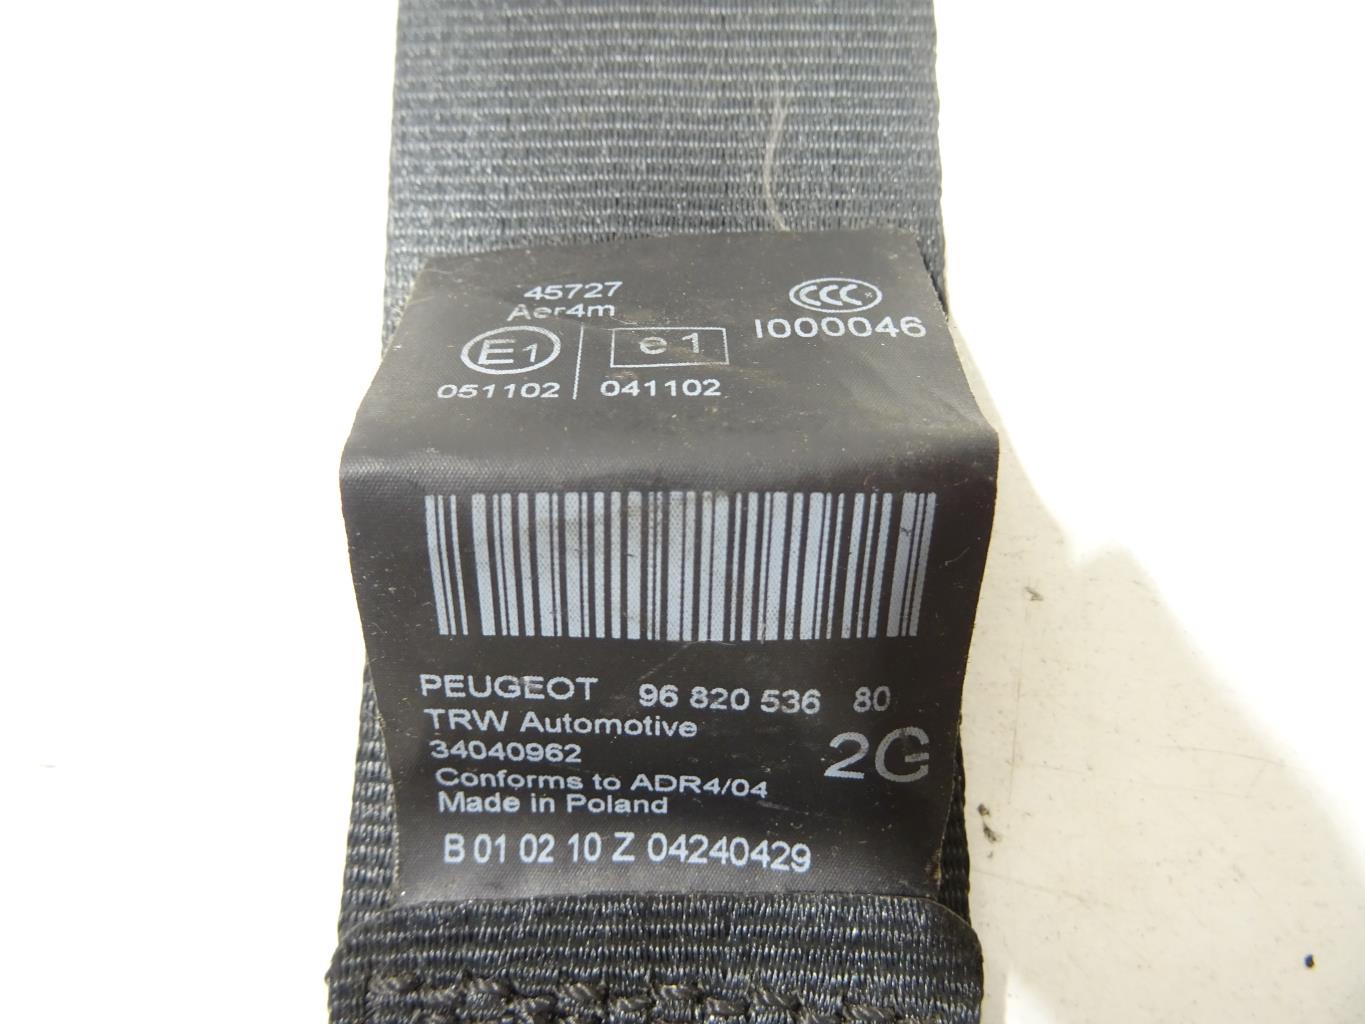 45727
Aer4m
E1
051102
e1
041102
CCC
I000046
PEUGEOT 96 820 536 80
TRW Automotive
34040962
2G
Conforms to ADR4/04
Made in Poland
B 01 02 10 Z 04240429